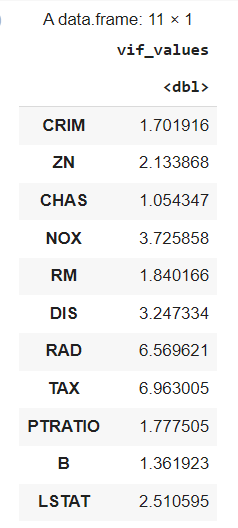 A data.frame: 11 × 1
vif_values
<dbl>
CRIM 1.701916
ZN 2.133868
CHAS 1.054347
NOX 3.725858
RM 1.840166
DIS 3.247334
RAD 6.569621
TAX 6.963005
PTRATIO 1.777505
B 1.361923
LSTAT 2.510595